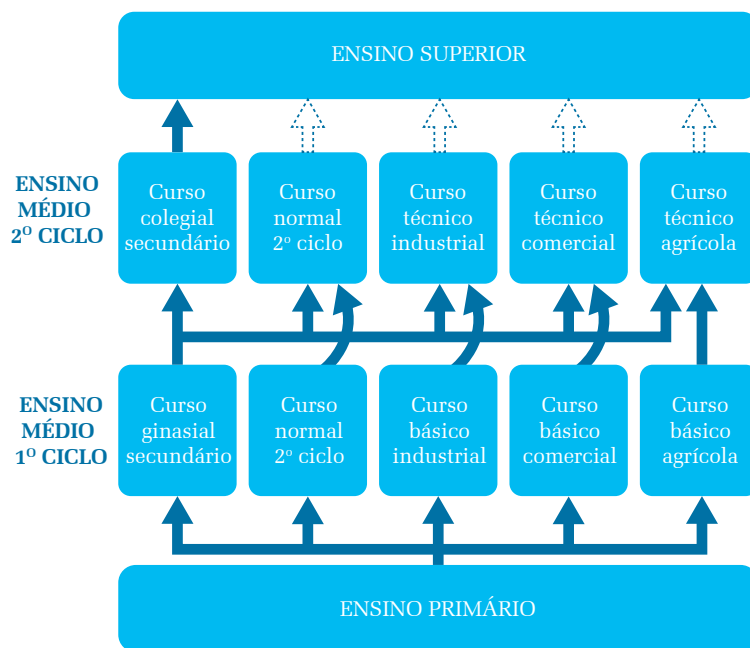 ENSINO SUPERIOR
ENSINO
MÉDIO
2º CICLO
Curso
colegial
secundário
Curso
normal
2º ciclo
Curso
técnico
industrial
Curso
técnico
comercial
Curso
técnico
agrícola
ENSINO
MÉDIO
1º CICLO
Curso
ginasial
secundário
Curso
normal
2º ciclo
Curso
básico
industrial
Curso
básico
comercial
Curso
básico
agrícola
ENSINO PRIMÁRIO